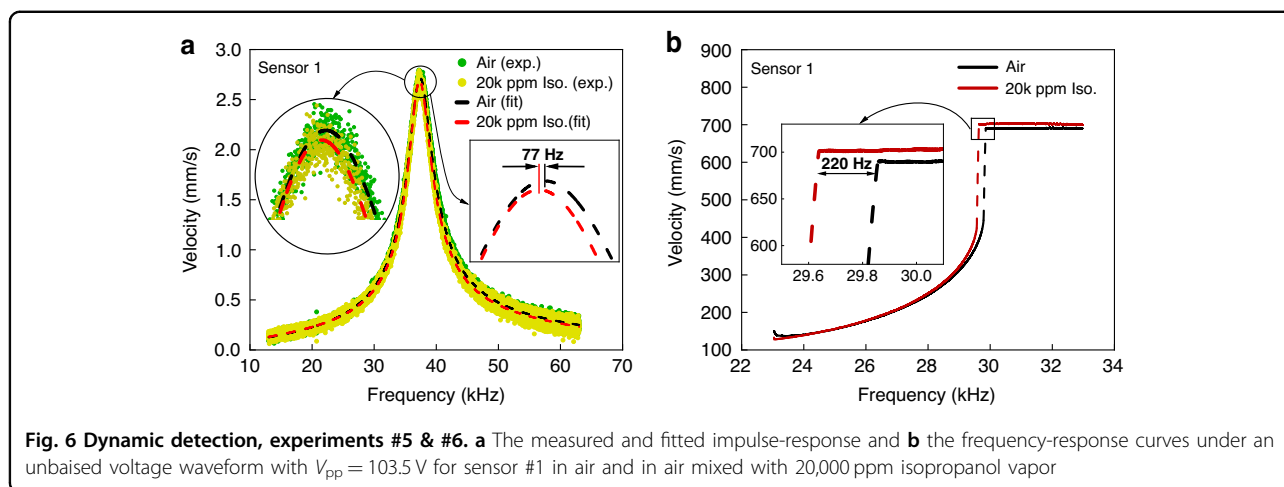 a
Sensor 1
Air (exp.)
20k ppm Iso. (exp.)
Air (fit)
20k ppm Iso.(fit)
77 Hz
Velocity (mm/s)
3.0
2.5
2.0
1.5
1.0
0.5
0.0
10 20 30 40 50 60 70
Frequency (kHz)
b
Sensor 1
Air
20k ppm Iso.
220 Hz
700
650
600
29.6 29.8 30.0
Velocity (mm/s)
900
800
700
600
500
400
300
200
100
22 24 26 28 30 32 34
Frequency (kHz)
Fig. 6 Dynamic detection, experiments #5 & #6. a The measured and fitted impulse-response and b the frequency-response curves under an
unbaised voltage waveform with Vpp = 103.5 V for sensor #1 in air and in air mixed with 20,000 ppm isopropanol vapor